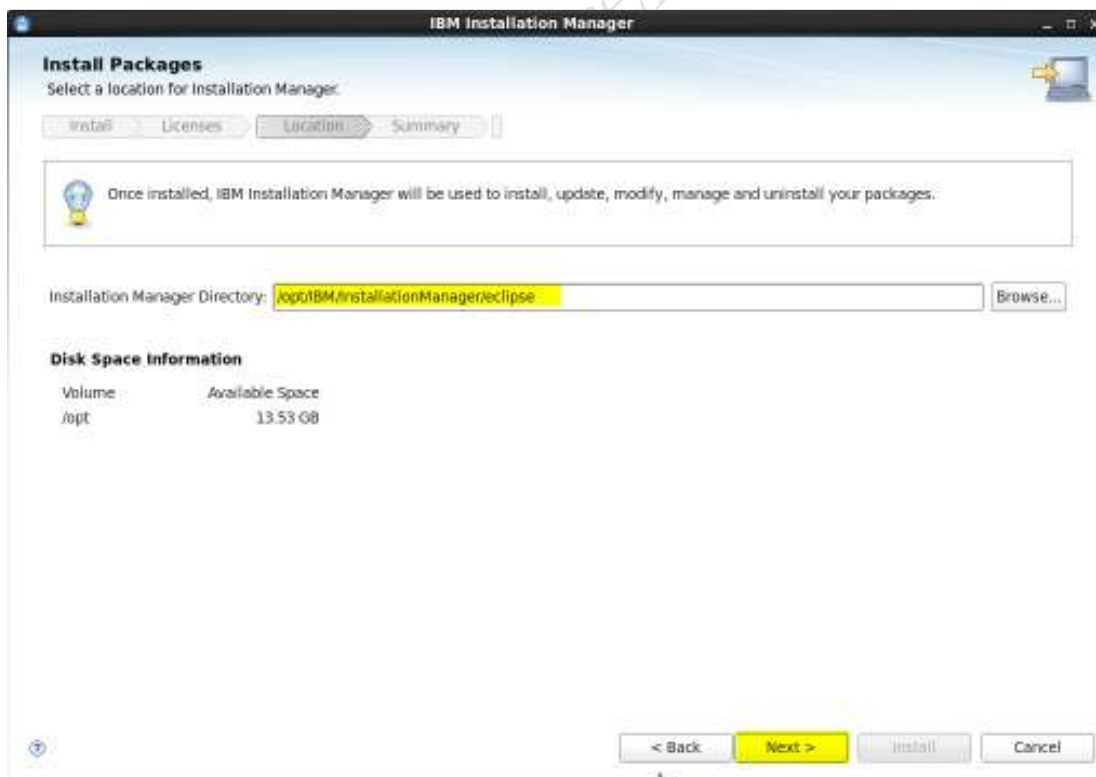 IBM Installation Manager
Install Packages
Select a location for Installation Manager.
Install Licenses Location Summary
Once installed, IBM Installation Manager will be used to install, update, modify, manage and uninstall your packages.
Installation Manager Directory: /opt/IBM/InstallationManager/eclipse Browse...
Disk Space Information
Volume Available Space
/opt 13.53 GB
< Back Next > Install Cancel